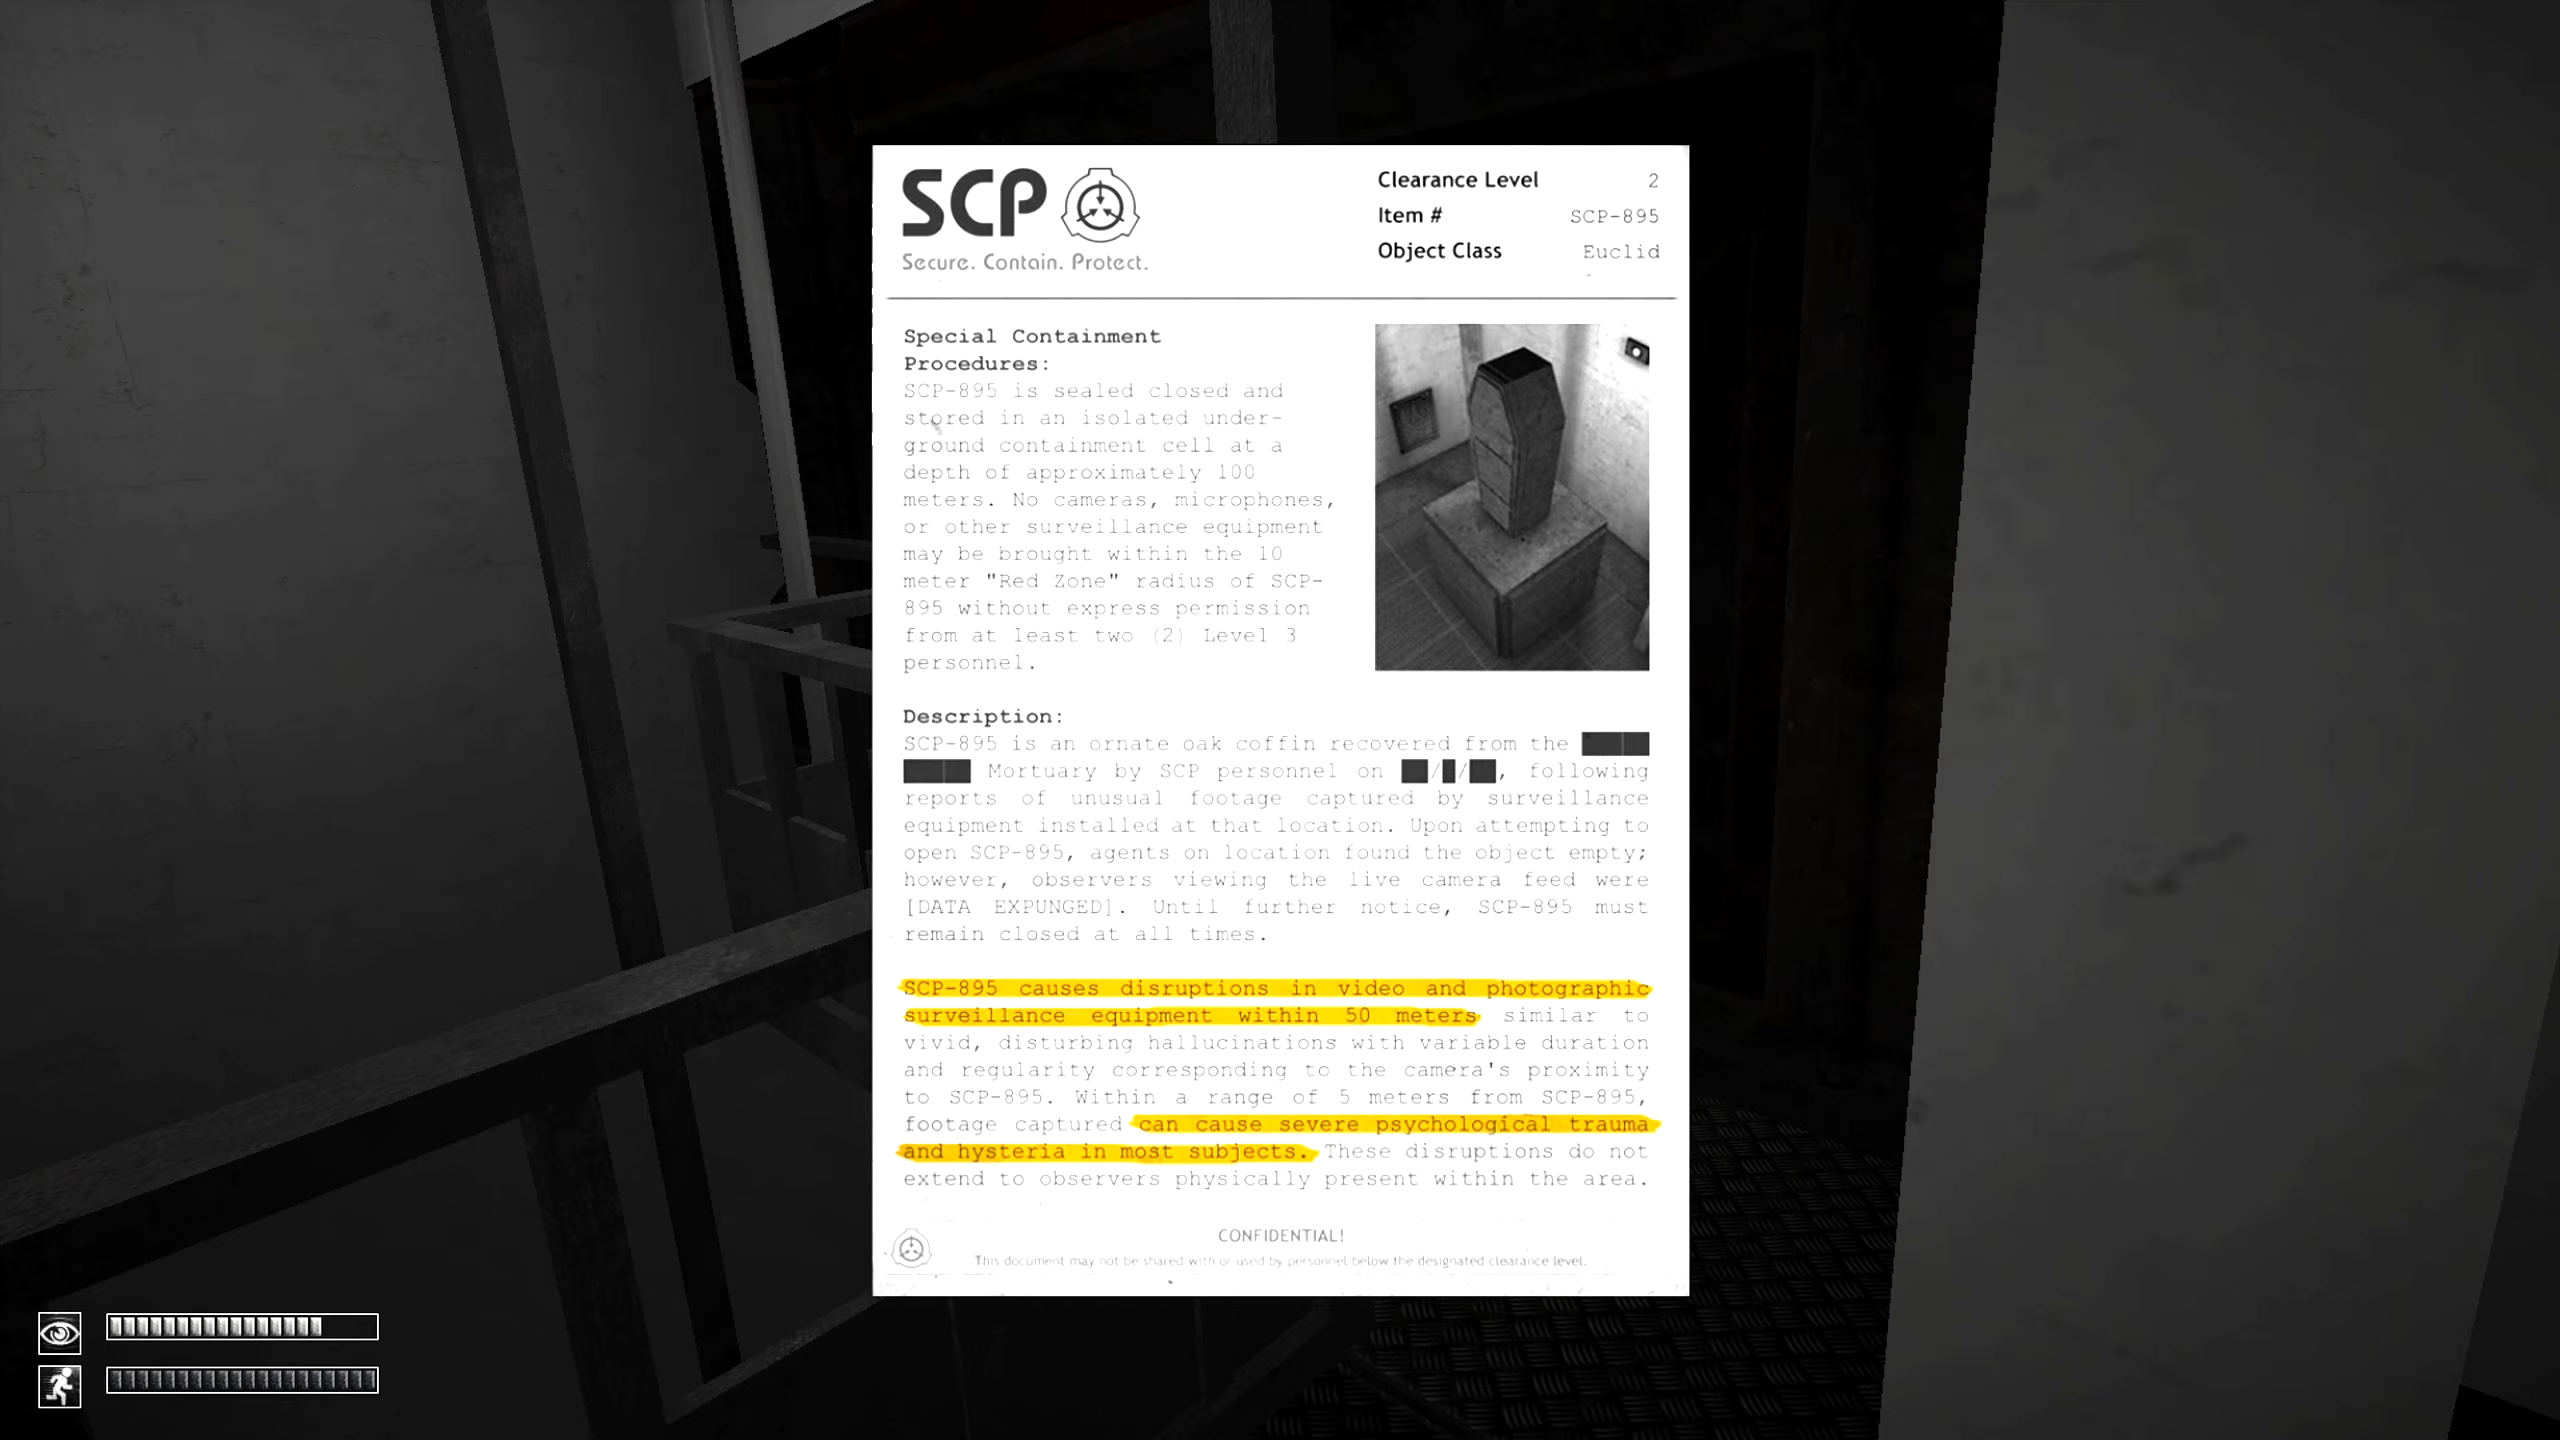 SCP
Secure. Contain. Protect.
Clearance Level 2
Item # SCP-895
Object Class Euclid
Special Containment
Procedures:
SCP-895 is sealed closed and
stored in an isolated under-
ground containment cell at a
depth of approximately 100
meters. No cameras, microphones,
or other surveillance equipment
may be brought within the 10
meter "Red Zone" radius of SCP-
895 without express permission
from at least two (2) Level 3
personnel.
Description:
SCP-895 is an ornate oak coffin recovered from the
Mortuary by SCP personnel on / / , following
reports of unusual footage captured by surveillance
equipment installed at that location. Upon attempting to
open SCP-895, agents on location found the object empty;
however, observers viewing the live camera feed were
[DATA EXPUNGED]. Until further notice, SCP-895 must
remain closed at all times.
SCP-895 causes disruptions in video and photographic
surveillance equipment within 50 meters similar to
vivid, disturbing hallucinations with variable duration
and regularity corresponding to the camera's proximity
to SCP-895. Within a range of 5 meters from SCP-895,
footage captured can cause severe psychological trauma
and hysteria in most subjects. These disruptions do not
extend to observers physically present within the area.
CONFIDENTIAL!
This document may not be shared with or used by personnel below the designated clearance level.